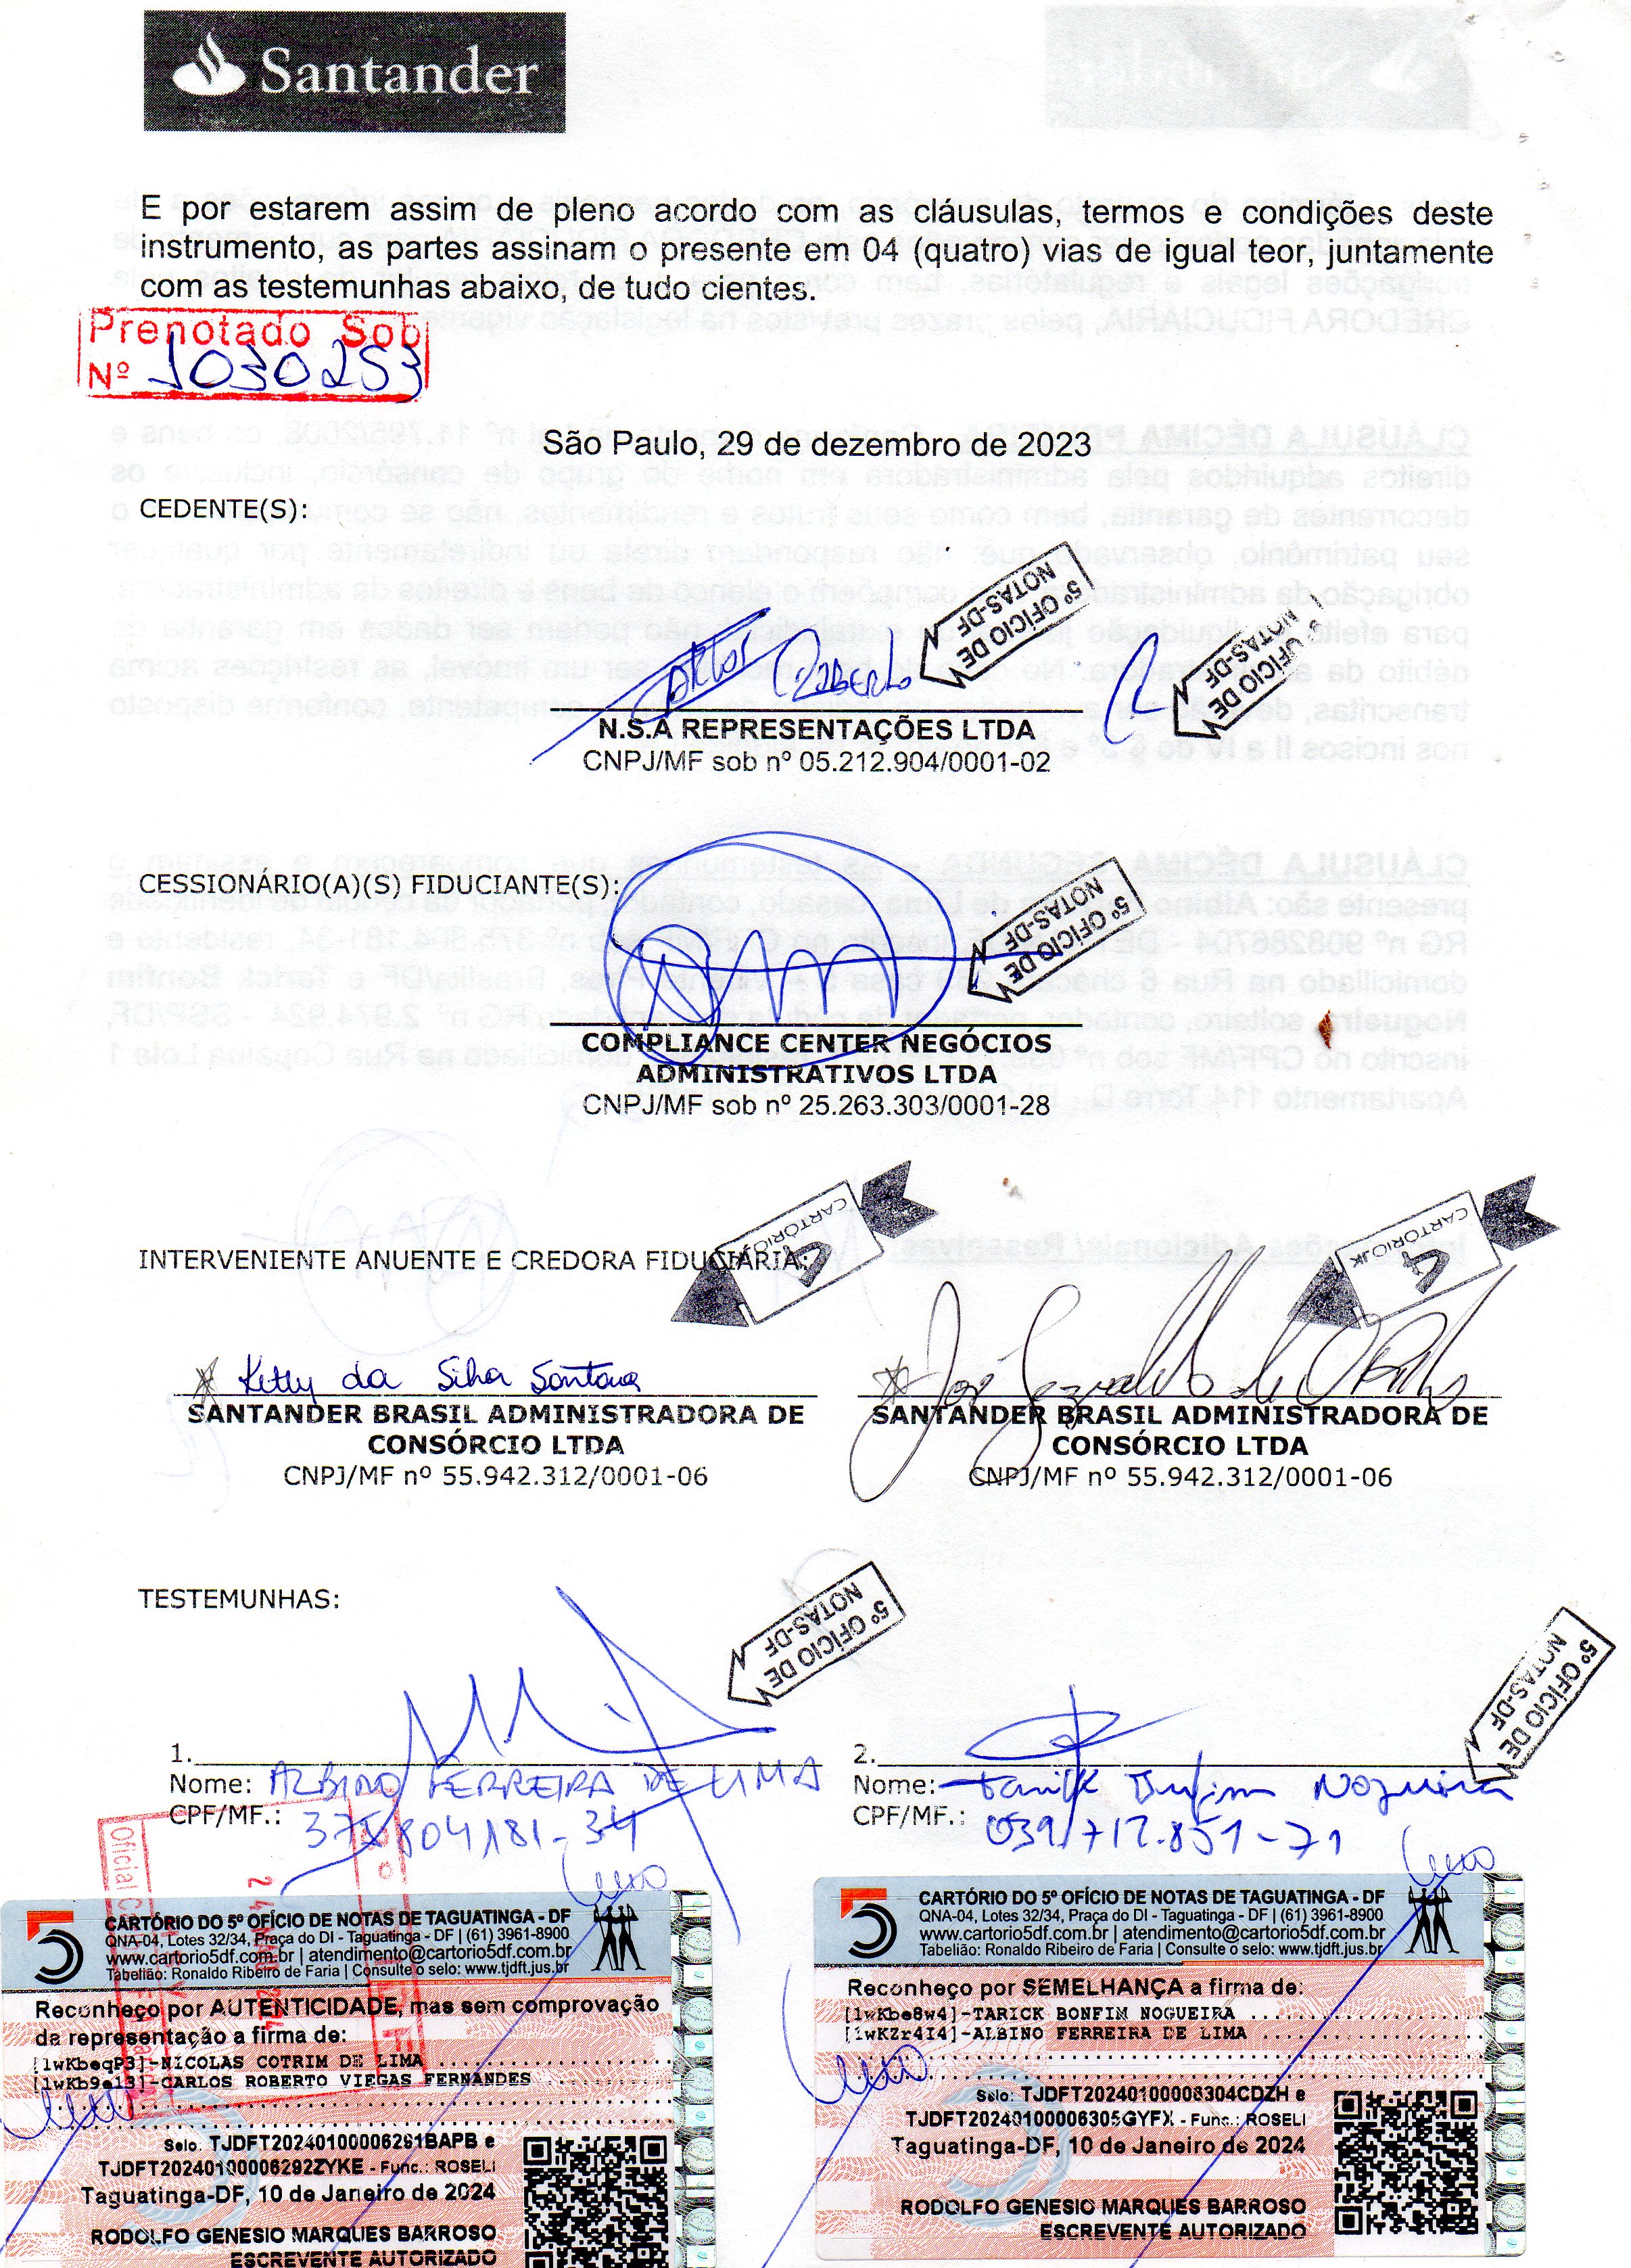 Santander
E por estarem assim de pleno acordo com as cláusulas, termos e condições deste
instrumento, as partes assinam o presente em 04 (quatro) vias de igual teor, juntamente
com as testemunhas abaixo, de tudo cientes.
Prenotado Sob
Nº 1030253
São Paulo, 29 de dezembro de 2023
CEDENTE(S):
5º OFÍCIO DE
NOTAS-DF
5º OFÍCIO DE
NOTAS-DF
N.S.A REPRESENTAÇÕES LTDA
CNPJ/MF sob nº 05.212.904/0001-02
CESSIONÁRIO(A)(S) FIDUCIANTE(S):
5º OFÍCIO DE
NOTAS-DF
COMPLIANCE CENTER NEGÓCIOS
ADMINISTRATIVOS LTDA
CNPJ/MF sob nº 25.263.303/0001-28
CARTÓRIO JK
CARTÓRIO JK
INTERVENIENTE ANUENTE E CREDORA FIDUCIÁRIA:
Ketly da Silva Santana
SANTANDER BRASIL ADMINISTRADORA DE
CONSÓRCIO LTDA
CNPJ/MF nº 55.942.312/0001-06
SANTANDER BRASIL ADMINISTRADORA DE
CONSÓRCIO LTDA
CNPJ/MF nº 55.942.312/0001-06
TESTEMUNHAS:
5º OFÍCIO DE
NOTAS-DF
5º OFÍCIO DE
NOTAS-DF
1.
Nome: ALBINO FERREIRA DE LIMA
CPF/MF.: 375804181-34
2.
Nome: Tarick Bonfim Nogueira
CPF/MF.: 039.712.851-71
CARTÓRIO DO 5º OFÍCIO DE NOTAS DE TAGUATINGA - DF
QNA-04, Lotes 32/34, Praça do DI - Taguatinga - DF | (61) 3961-8900
www.cartorio5df.com.br | atendimento@cartorio5df.com.br
Tabelião: Ronaldo Ribeiro de Faria | Consulte o selo: www.tjdft.jus.br
Reconheço por AUTENTICIDADE, mas sem comprovação
da representação a firma de:
[1wKbeqP3]-NICOLAS COTRIM DE LIMA
[1wKb9e13]-CARLOS ROBERTO VIEGAS FERNANDES
Selo: TJDFT20240100006291BAPB e
TJDFT20240100006292ZYKE - Func.: ROSELI
Taguatinga-DF, 10 de Janeiro de 2024
RODOLFO GENESIO MARQUES BARROSO
ESCREVENTE AUTORIZADO
CARTÓRIO DO 5º OFÍCIO DE NOTAS DE TAGUATINGA - DF
QNA-04, Lotes 32/34, Praça do DI - Taguatinga - DF | (61) 3961-8900
www.cartorio5df.com.br | atendimento@cartorio5df.com.br
Tabelião: Ronaldo Ribeiro de Faria | Consulte o selo: www.tjdft.jus.br
Reconheço por SEMELHANÇA a firma de:
[1wKbe8w4]-TARICK BONFIM NOGUEIRA
[1wKZr4I4]-ALBINO FERREIRA DE LIMA
Selo: TJDFT20240100006304CDZH e
TJDFT20240100006305GYFX - Func.: ROSELI
Taguatinga-DF, 10 de Janeiro de 2024
RODOLFO GENESIO MARQUES BARROSO
ESCREVENTE AUTORIZADO